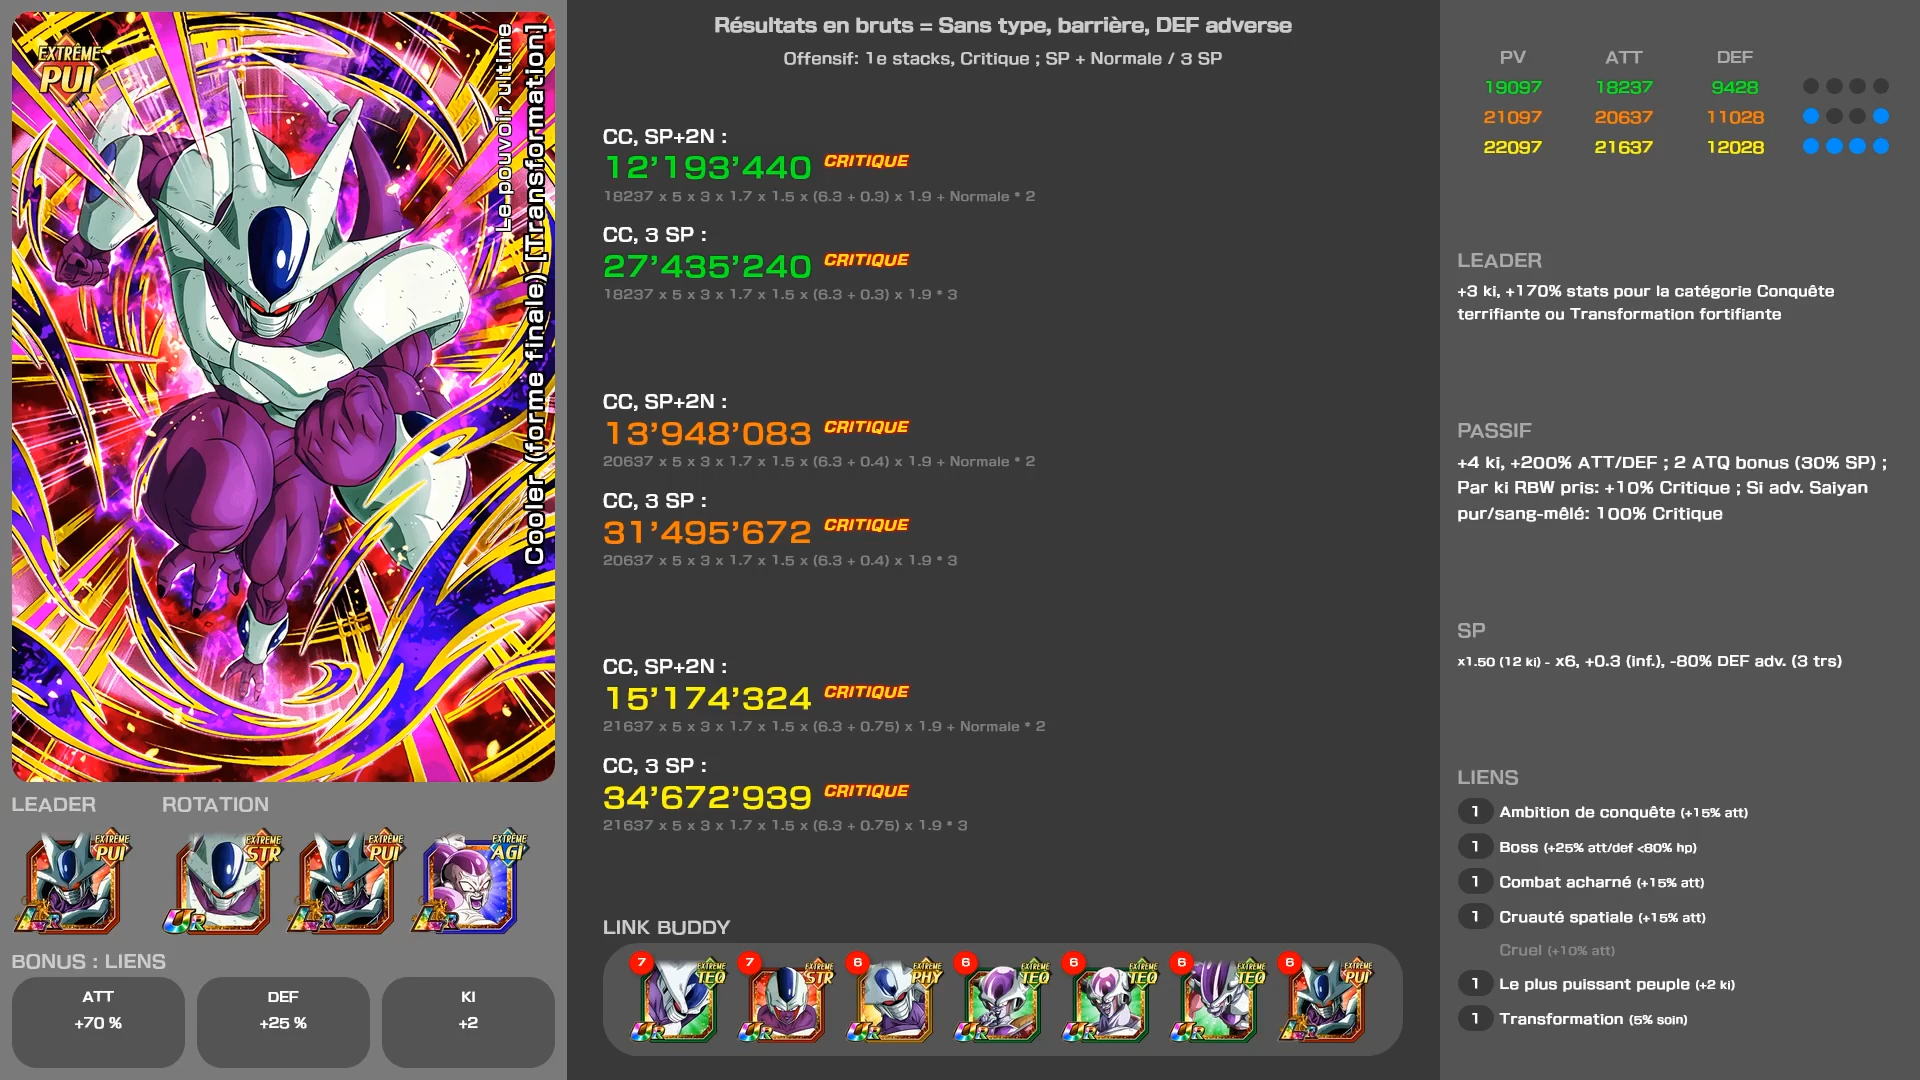 EXTRÊME
PUI
Le pouvoir ultime
Cooler (forme finale) [Transformation]
LEADER
ROTATION
EXTRÊME
PUI
LR
EXTRÊME
STR
UR
EXTRÊME
PUI
LR
EXTRÊME
AGI
LR
BONUS : LIENS
ATT
+70 %
DEF
+25 %
KI
+2
Résultats en bruts = Sans type, barrière, DEF adverse
Offensif: 1e stacks, Critique ; SP + Normale / 3 SP
CC, SP+2N :
12’193’440 CRITIQUE
18237 x 5 x 3 x 1.7 x 1.5 x (6.3 + 0.3) x 1.9 + Normale * 2
CC, 3 SP :
27’435’240 CRITIQUE
18237 x 5 x 3 x 1.7 x 1.5 x (6.3 + 0.3) x 1.9 * 3
CC, SP+2N :
13’948’083 CRITIQUE
20637 x 5 x 3 x 1.7 x 1.5 x (6.3 + 0.4) x 1.9 + Normale * 2
CC, 3 SP :
31’495’672 CRITIQUE
20637 x 5 x 3 x 1.7 x 1.5 x (6.3 + 0.4) x 1.9 * 3
CC, SP+2N :
15’174’324 CRITIQUE
21637 x 5 x 3 x 1.7 x 1.5 x (6.3 + 0.75) x 1.9 + Normale * 2
CC, 3 SP :
34’672’939 CRITIQUE
21637 x 5 x 3 x 1.7 x 1.5 x (6.3 + 0.75) x 1.9 * 3
LINK BUDDY
7 EXTRÊME TEQ UR
7 EXTRÊME STR UR
6 EXTRÊME PHY UR
6 EXTRÊME TEQ UR
6 EXTRÊME TEQ UR
6 EXTRÊME TEQ UR
6 EXTRÊME PUI LR
PV ATT DEF
19097 18237 9428
21097 20637 11028
22097 21637 12028
LEADER
+3 ki, +170% stats pour la catégorie Conquête
terrifiante ou Transformation fortifiante
PASSIF
+4 ki, +200% ATT/DEF ; 2 ATQ bonus (30% SP) ;
Par ki RBW pris: +10% Critique ; Si adv. Saiyan
pur/sang-mêlé: 100% Critique
SP
x1.50 (12 ki) - x6, +0.3 (inf.), -80% DEF adv. (3 trs)
LIENS
1 Ambition de conquête (+15% att)
1 Boss (+25% att/def <80% hp)
1 Combat acharné (+15% att)
1 Cruauté spatiale (+15% att)
Cruel (+10% att)
1 Le plus puissant peuple (+2 ki)
1 Transformation (5% soin)